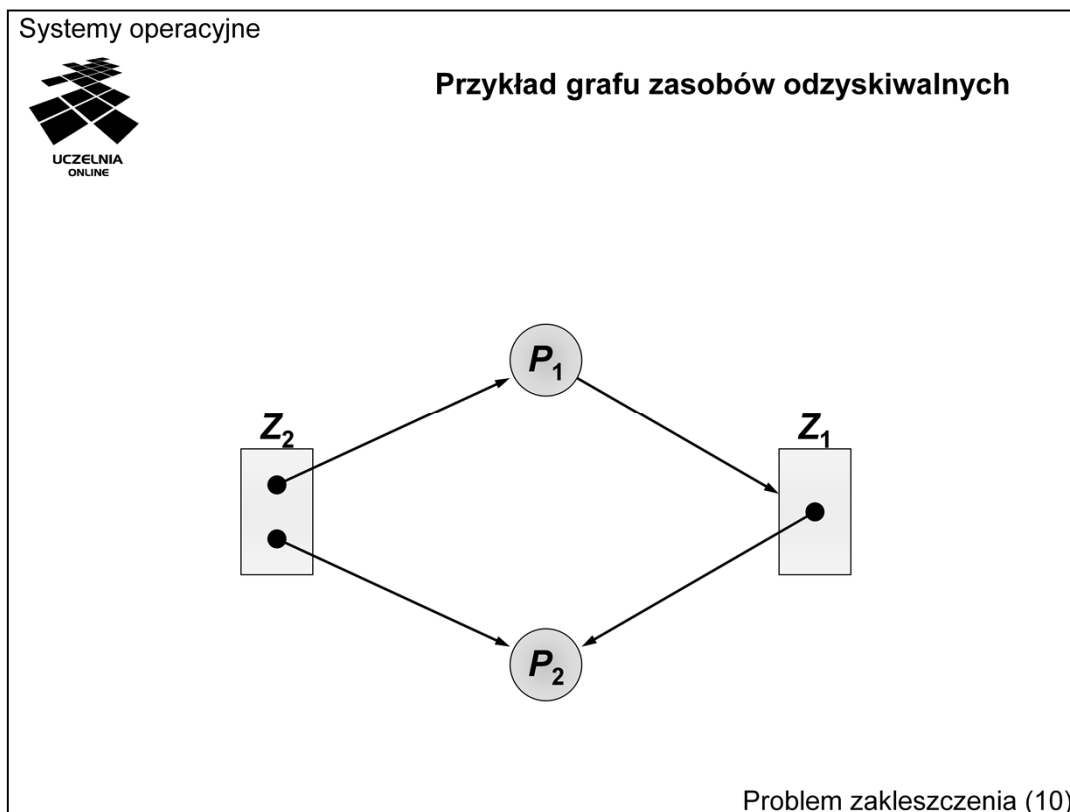 Systemy operacyjne
UCZELNIA
ONLINE
Przykład grafu zasobów odzyskiwalnych
P1
Z2
Z1
P2
Problem zakleszczenia (10)